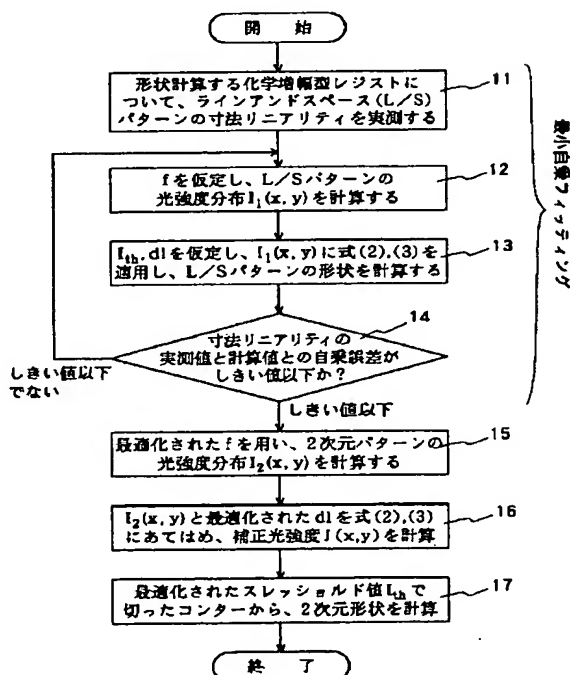 開 始
形状計算する化学増幅型レジストに
ついて、ラインアンドスペース(L/S)
パターンの寸法リニアリティを実測する
11
fを仮定し、L/Sパターンの
光強度分布I₁(x, y)を計算する
12
Ith, dlを仮定し、I₁(x, y)に式(2),(3)を
適用し、L/Sパターンの形状を計算する
13
寸法リニアリティの
実測値と計算値との自乗誤差が
しきい値以下か?
14
しきい値以下
でない
しきい値以下
最適化されたfを用い、2次元パターンの
光強度分布I₂(x, y)を計算する
15
I₂(x, y)と最適化されたdlを式(2),(3)
にあてはめ、補正光強度J(x,y)を計算
16
最適化されたスレッショルド値Ithで
切ったコンターから、2次元形状を計算
17
終 了
最小自乗フィッティング